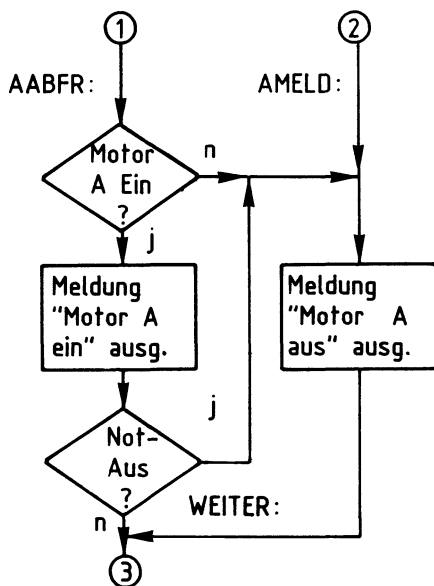 1
2
AABFR:
AMELD:
Motor
A Ein
?
n
j
Meldung
"Motor A
ein" ausg.
Meldung
"Motor A
aus" ausg.
j
Not-
Aus
?
n
WEITER:
3